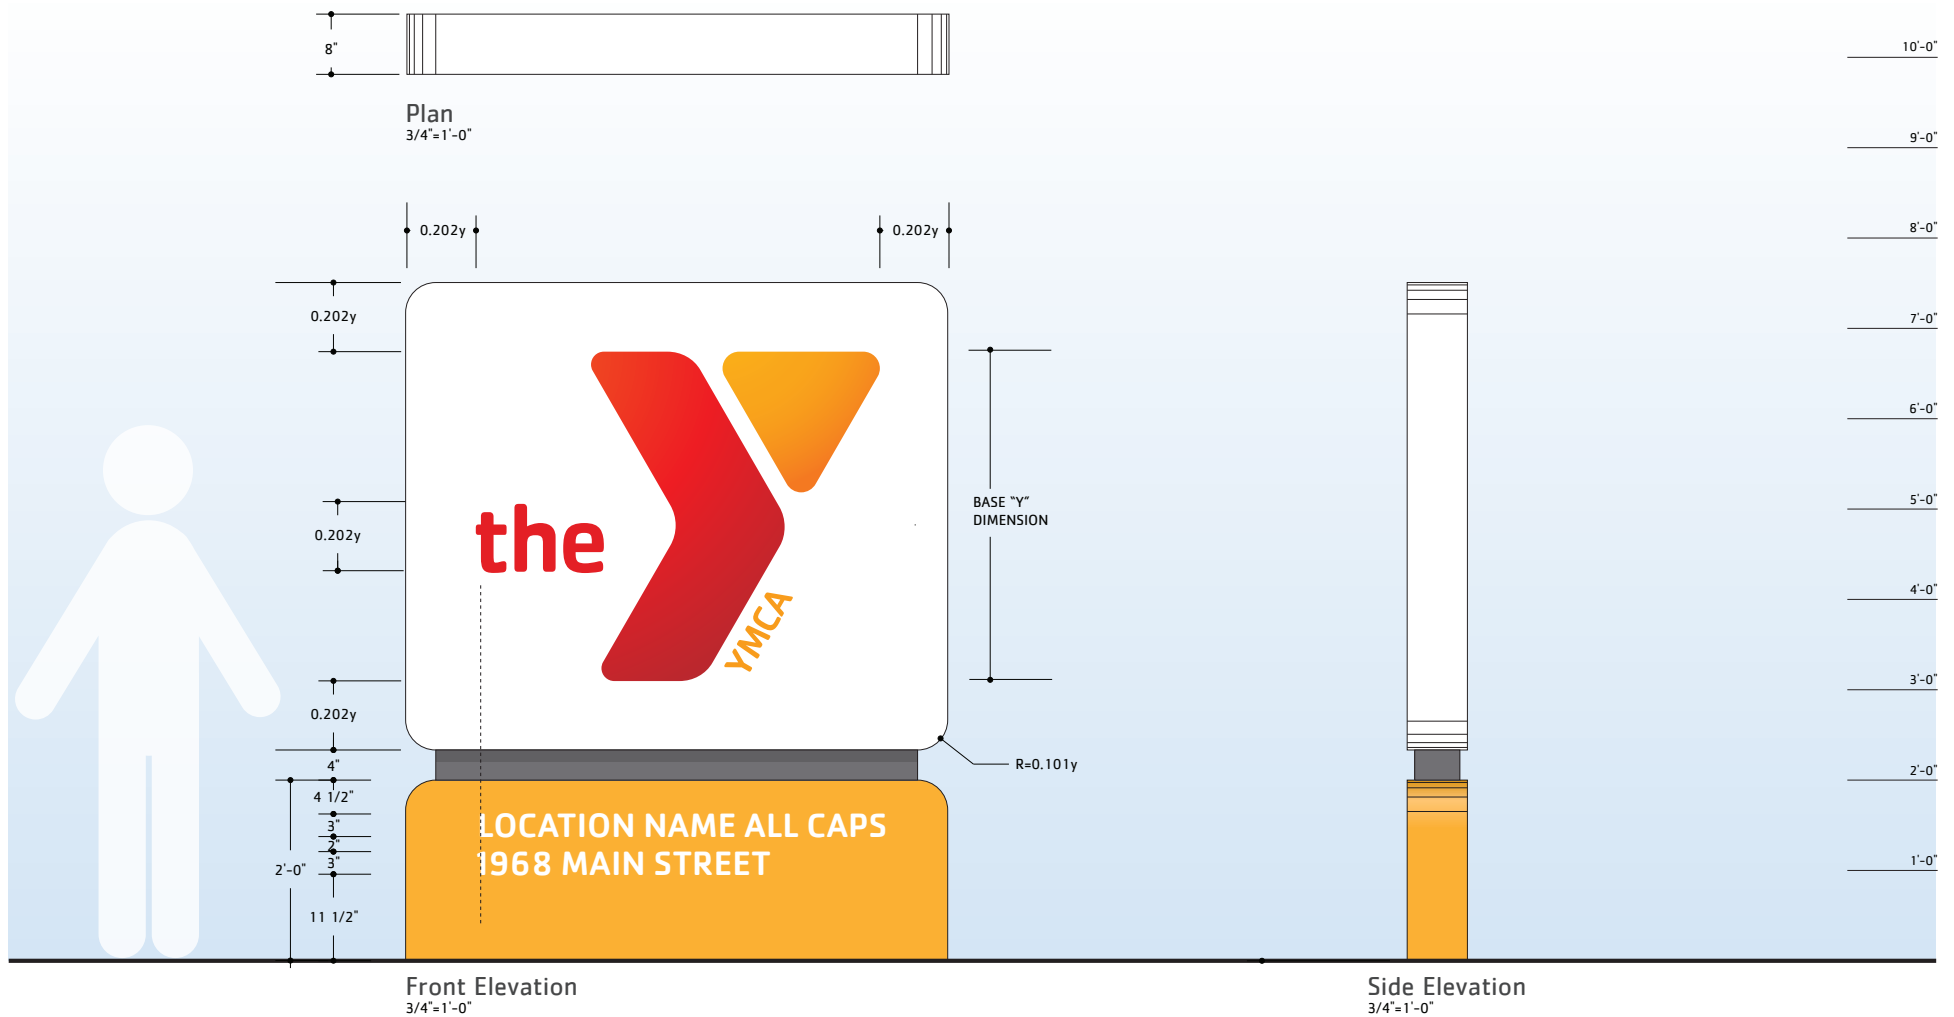 8"
10'-0"
Plan
3/4"=1'-0"
9'-0"
0.202y
0.202y
8'-0"
0.202y
7'-0"
6'-0"
BASE "Y"
DIMENSION
5'-0"
0.202y
the
4'-0"
YMCA
3'-0"
0.202y
4"
R=0.101y
2'-0"
4 1/2"
3"
2"
3"
2'-0"
11 1/2"
LOCATION NAME ALL CAPS
1968 MAIN STREET
1'-0"
Front Elevation
3/4"=1'-0"
Side Elevation
3/4"=1'-0"